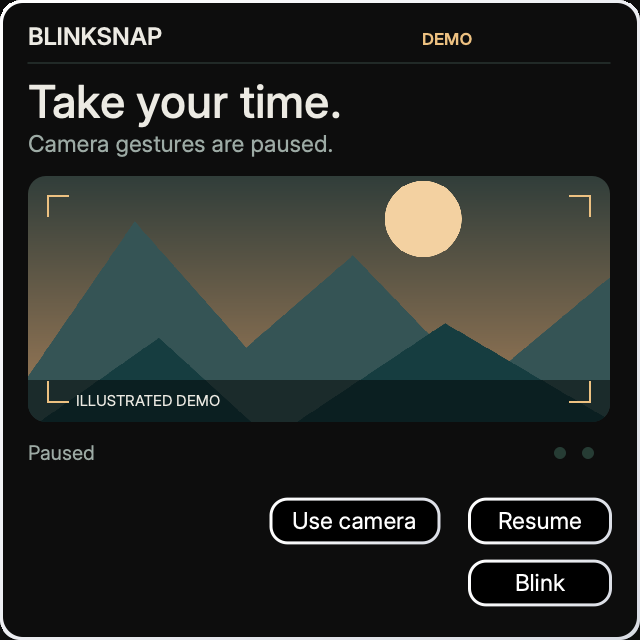 BLINKSNAP
DEMO
Take your time.
Camera gestures are paused.
ILLUSTRATED DEMO
Paused
Use camera
Resume
Blink